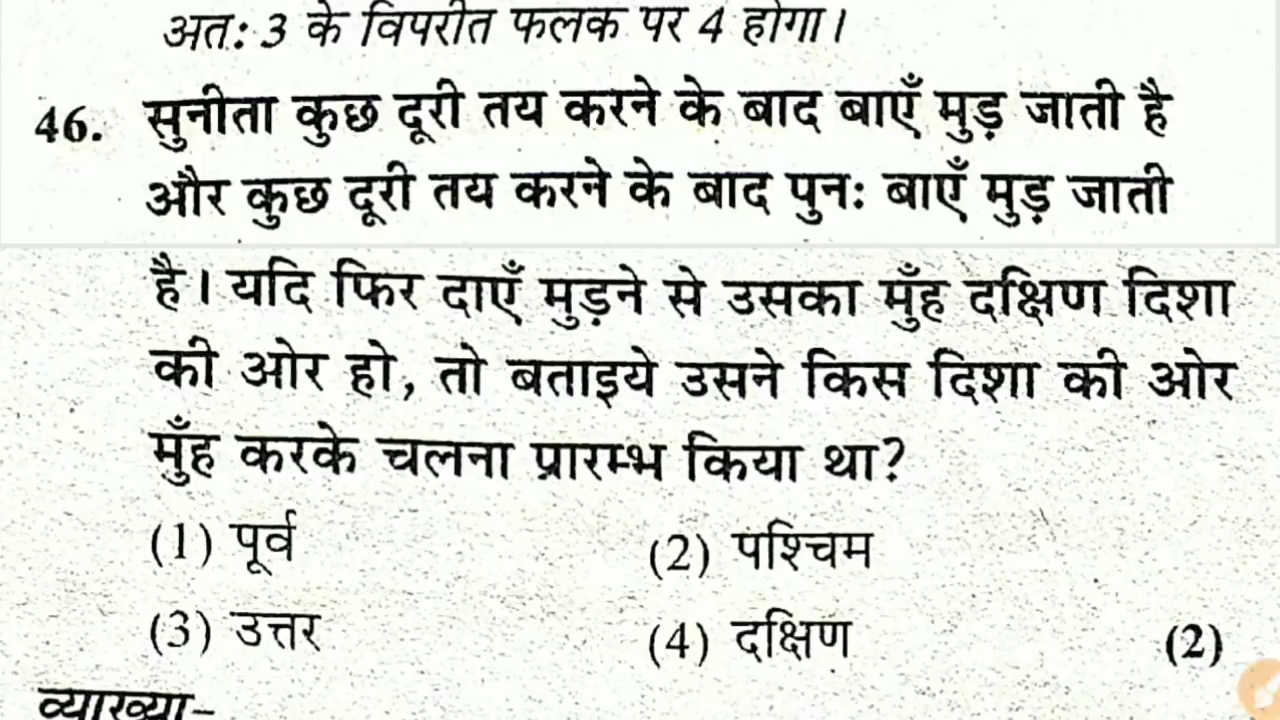 अतः 3 के विपरीत फलक पर 4 होगा।
46. सुनीता कुछ दूरी तय करने के बाद बाएँ मुड़ जाती है
और कुछ दूरी तय करने के बाद पुनः बाएँ मुड़ जाती
है। यदि फिर दाएँ मुड़ने से उसका मुँह दक्षिण दिशा
की ओर हो, तो बताइये उसने किस दिशा की ओर
मुँह करके चलना प्रारम्भ किया था?
(1) पूर्व (2) पश्चिम
(3) उत्तर (4) दक्षिण (2)
व्याख्या–